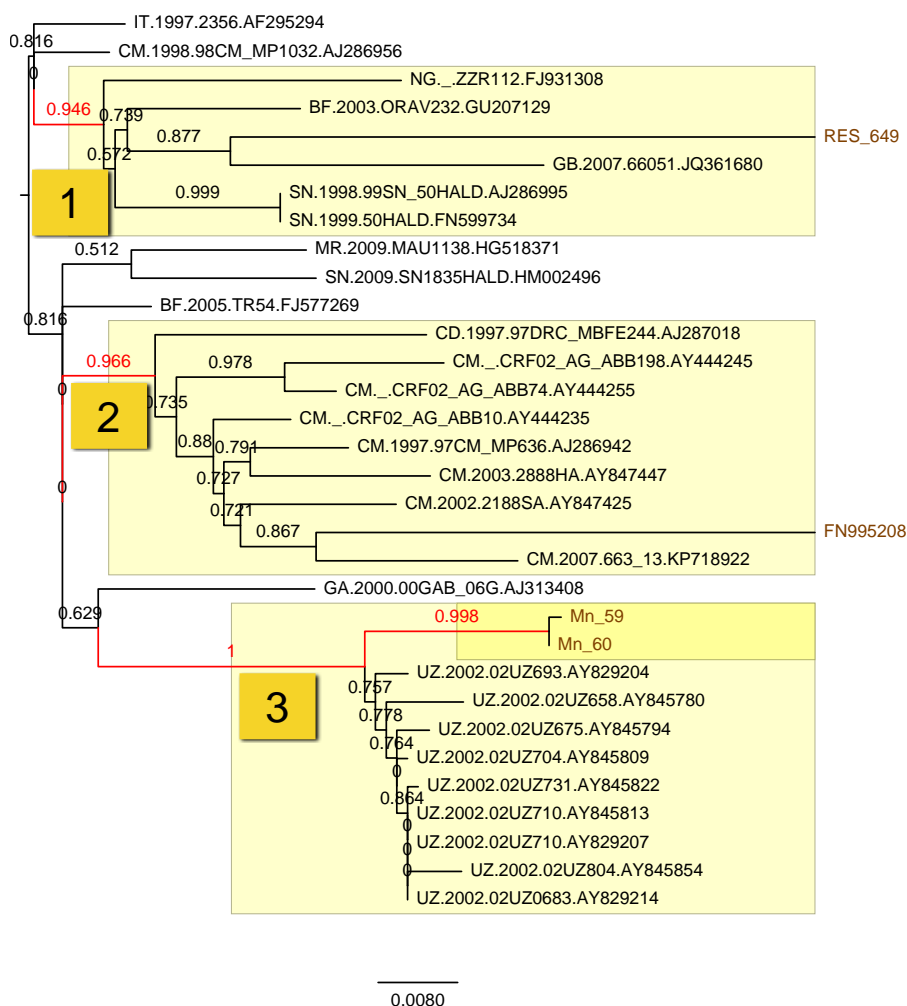 IT.1997.2356.AF295294
0.816
CM.1998.98CM_MP1032.AJ286956
0
NG._.ZZR112.FJ931308
0.946
BF.2003.ORAV232.GU207129
0.739
0.877
RES_649
0.572
GB.2007.66051.JQ361680
1
0.999
SN.1998.99SN_50HALD.AJ286995
SN.1999.50HALD.FN599734
0.512
MR.2009.MAU1138.HG518371
SN.2009.SN1835HALD.HM002496
BF.2005.TR54.FJ577269
0.816
CD.1997.97DRC_MBFE244.AJ287018
0.966
0.978
CM._.CRF02_AG_ABB198.AY444245
0
CM._.CRF02_AG_ABB74.AY444255
0.735
2
CM._.CRF02_AG_ABB10.AY444235
0.88
0.791
CM.1997.97CM_MP636.AJ286942
0.727
CM.2003.2888HA.AY847447
0
CM.2002.2188SA.AY847425
0.721
0.867
FN995208
CM.2007.663_13.KP718922
GA.2000.00GAB_06G.AJ313408
0.629
0.998
Mn_59
Mn_60
1
UZ.2002.02UZ693.AY829204
0.757
3
UZ.2002.02UZ658.AY845780
0.778
UZ.2002.02UZ675.AY845794
0.764
UZ.2002.02UZ704.AY845809
0
UZ.2002.02UZ731.AY845822
0.864
UZ.2002.02UZ710.AY845813
0
UZ.2002.02UZ710.AY829207
0
UZ.2002.02UZ804.AY845854
0
UZ.2002.02UZ0683.AY829214
0.0080